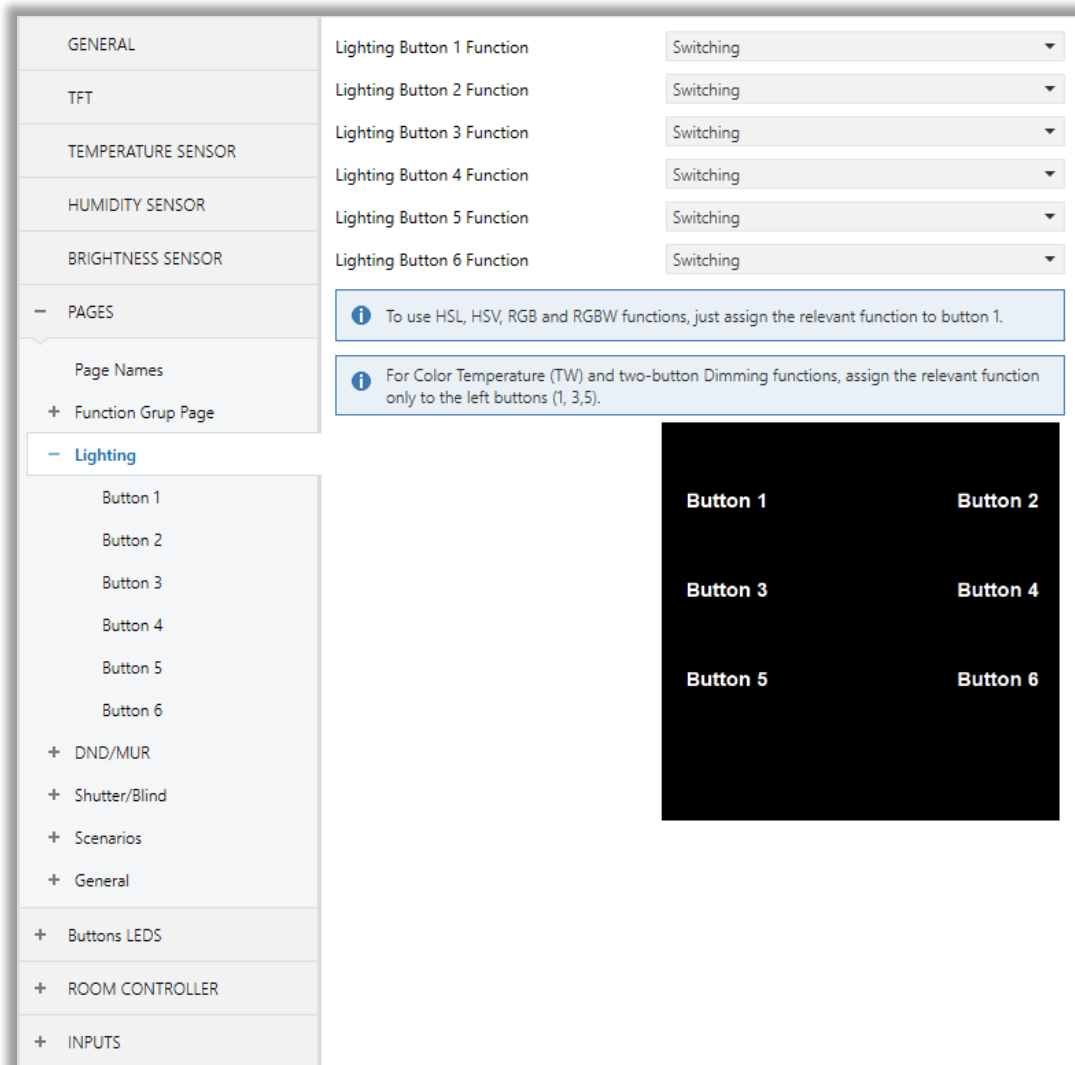 GENERAL
TFT
TEMPERATURE SENSOR
HUMIDITY SENSOR
BRIGHTNESS SENSOR
PAGES
Page Names
Function Grup Page
Lighting
Button 1
Button 2
Button 3
Button 4
Button 5
Button 6
DND/MUR
Shutter/Blind
Scenarios
General
Buttons LEDS
ROOM CONTROLLER
INPUTS
Lighting Button 1 Function Switching
Lighting Button 2 Function Switching
Lighting Button 3 Function Switching
Lighting Button 4 Function Switching
Lighting Button 5 Function Switching
Lighting Button 6 Function Switching
To use HSL, HSV, RGB and RGBW functions, just assign the relevant function to button 1.
For Color Temperature (TW) and two-button Dimming functions, assign the relevant function
only to the left buttons (1, 3,5).
Button 1 Button 2
Button 3 Button 4
Button 5 Button 6